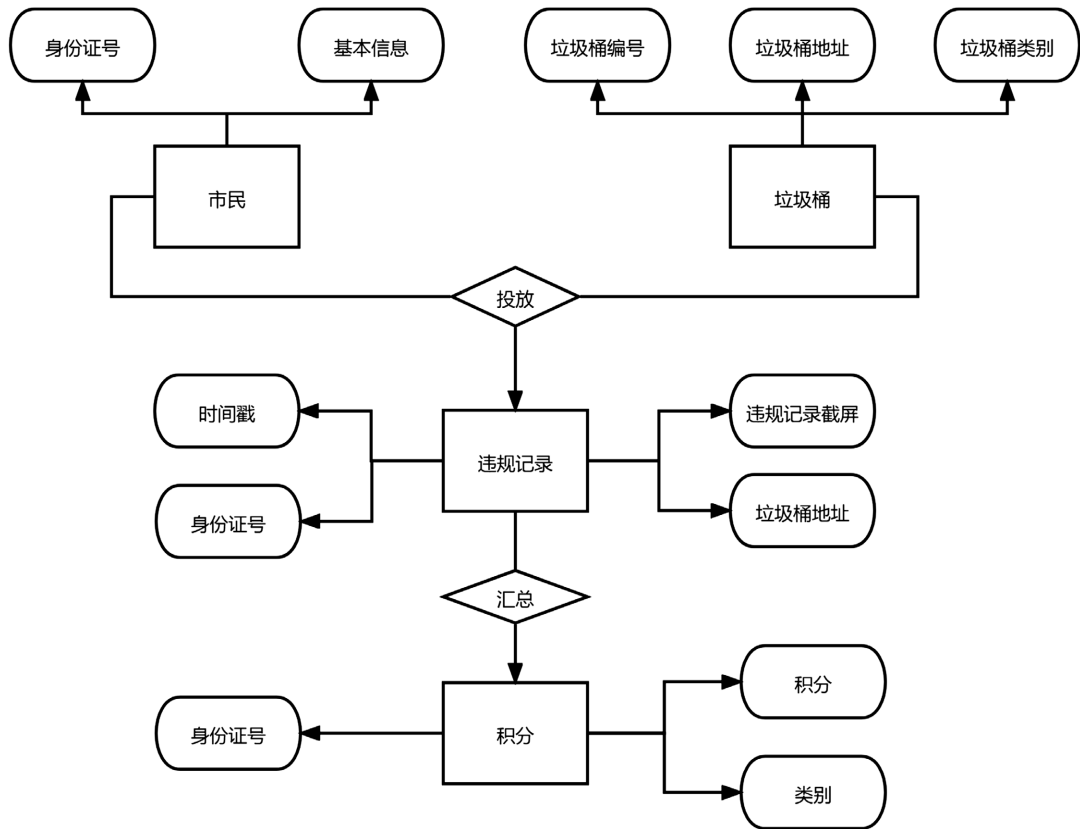 身份证号
基本信息
垃圾桶编号
垃圾桶地址
垃圾桶类别
市民
垃圾桶
投放
时间戳
违规记录
违规记录截屏
身份证号
垃圾桶地址
汇总
身份证号
积分
积分
类别